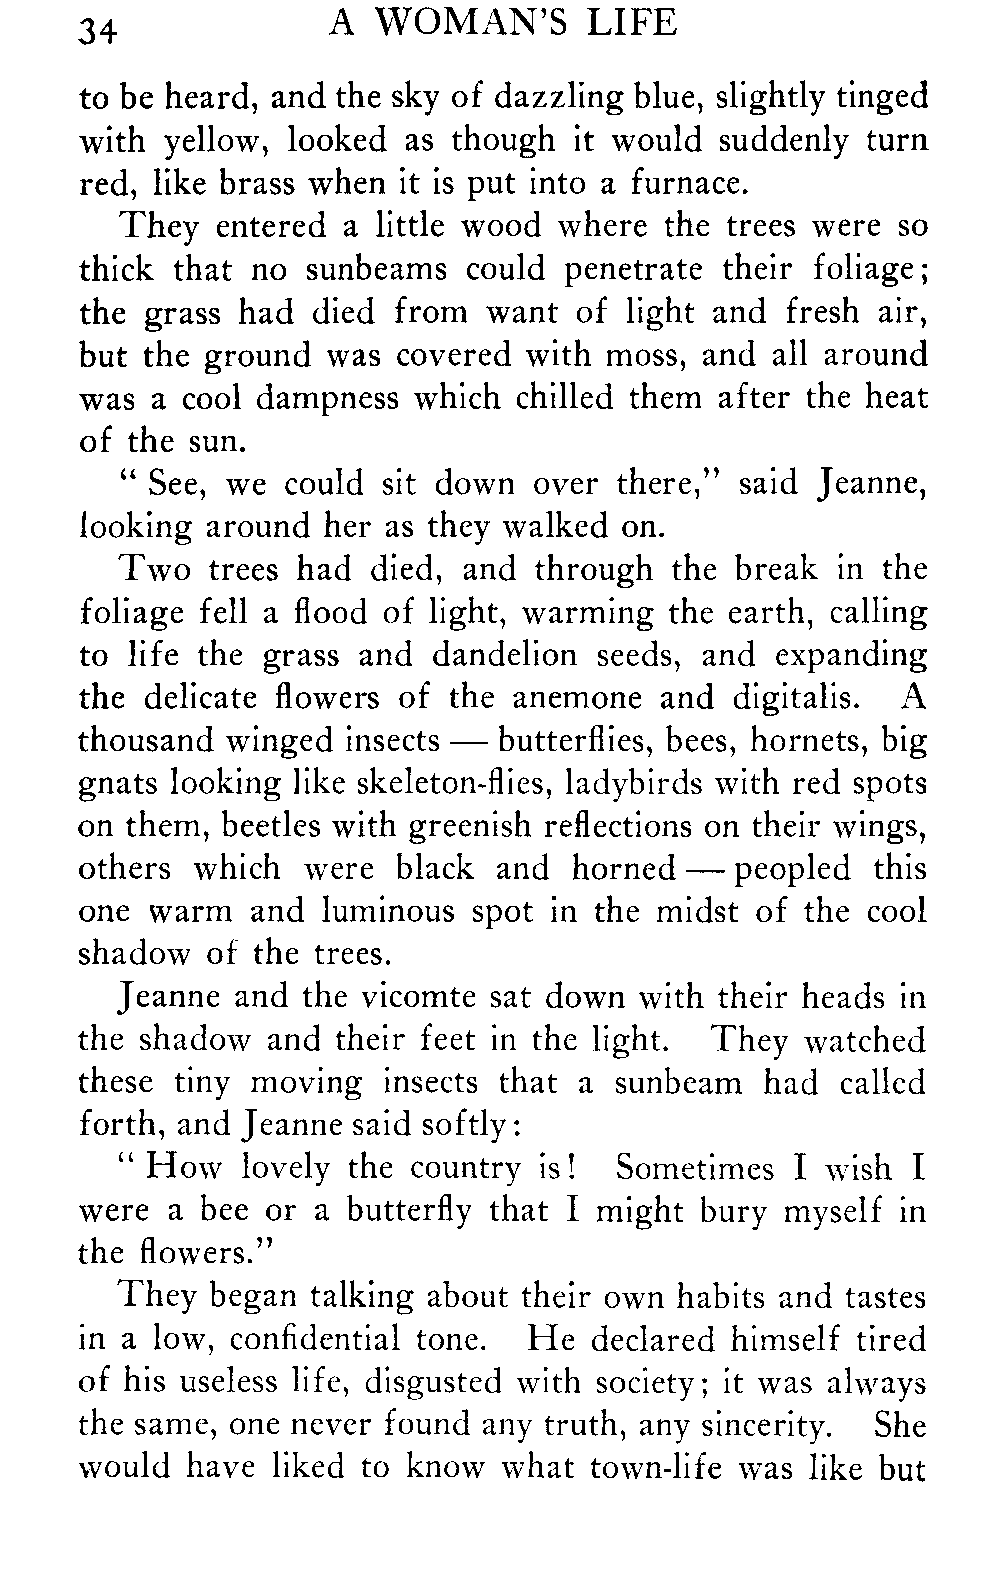 34 A WOMAN'S LIFE
to be heard, and the sky of dazzling blue, slightly tinged
with yellow, looked as though it would suddenly turn
red, like brass when it is put into a furnace.
They entered a little wood where the trees were so
thick that no sunbeams could penetrate their foliage;
the grass had died from want of light and fresh air,
but the ground was covered with moss, and all around
was a cool dampness which chilled them after the heat
of the sun.
" See, we could sit down over there," said Jeanne,
looking around her as they walked on.
Two trees had died, and through the break in the
foliage fell a flood of light, warming the earth, calling
to life the grass and dandelion seeds, and expanding
the delicate flowers of the anemone and digitalis. A
thousand winged insects — butterflies, bees, hornets, big
gnats looking like skeleton-flies, ladybirds with red spots
on them, beetles with greenish reflections on their wings,
others which were black and horned — peopled this
one warm and luminous spot in the midst of the cool
shadow of the trees.
Jeanne and the vicomte sat down with their heads in
the shadow and their feet in the light. They watched
these tiny moving insects that a sunbeam had called
forth, and Jeanne said softly:
" How lovely the country is! Sometimes I wish I
were a bee or a butterfly that I might bury myself in
the flowers."
They began talking about their own habits and tastes
in a low, confidential tone. He declared himself tired
of his useless life, disgusted with society; it was always
the same, one never found any truth, any sincerity. She
would have liked to know what town-life was like but